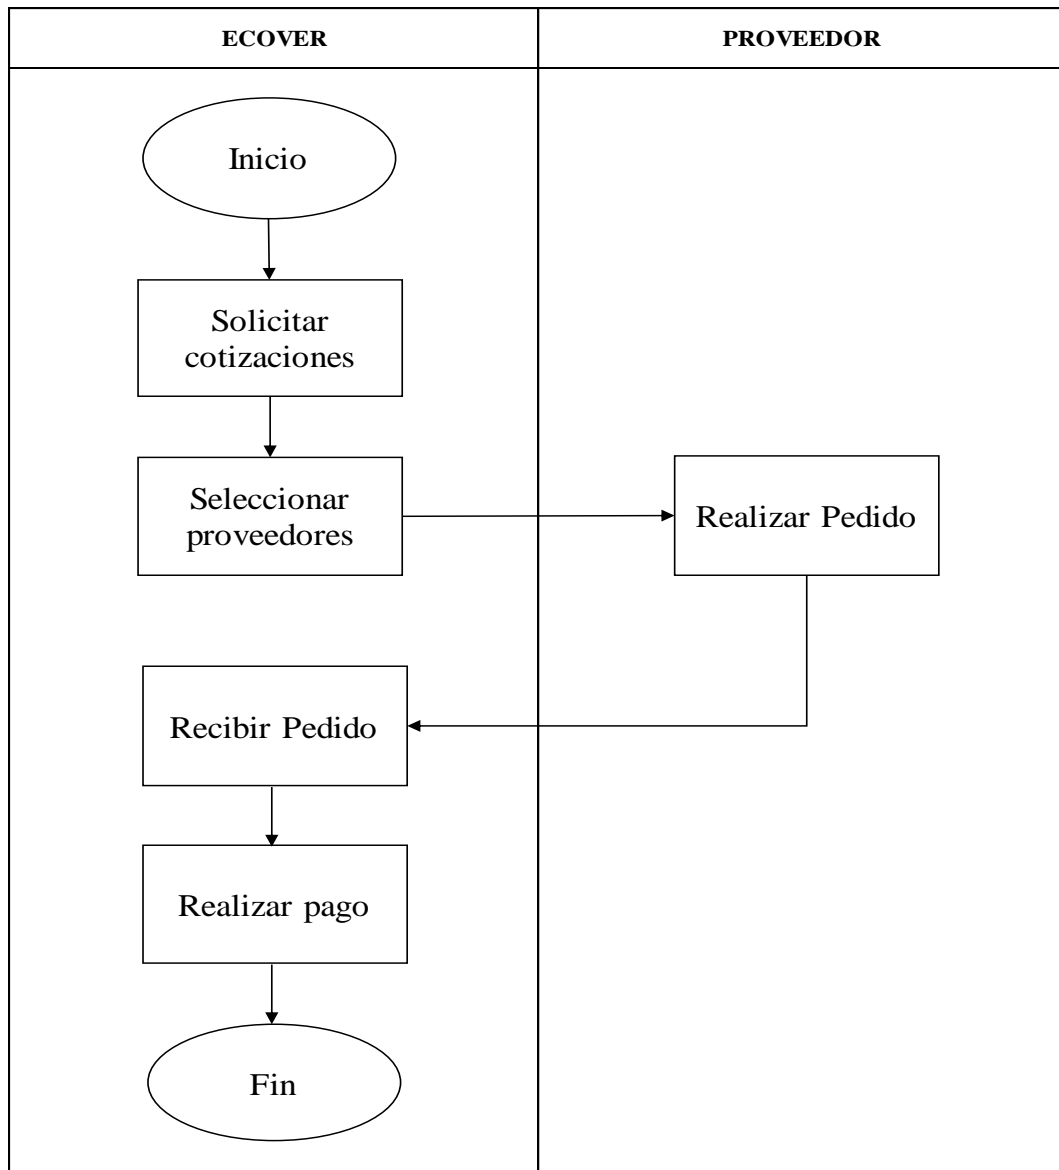 ECOVER
PROVEEDOR
Inicio
Solicitar
cotizaciones
Seleccionar
proveedores
Realizar Pedido
Recibir Pedido
Realizar pago
Fin